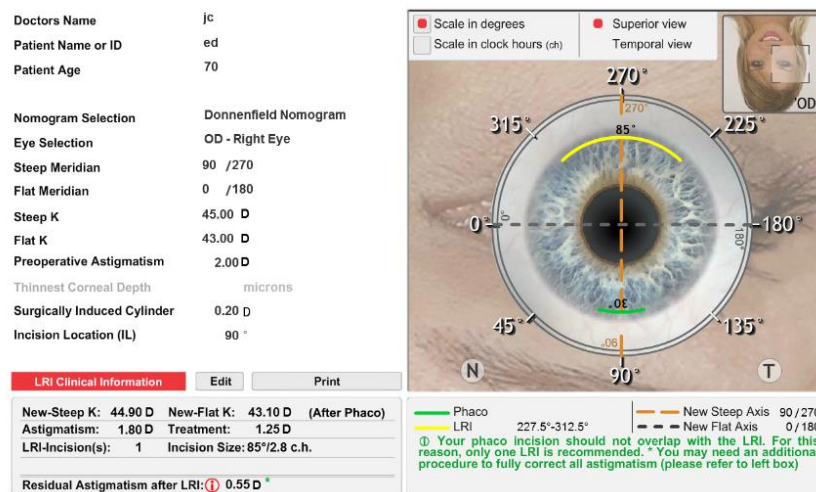 Doctors Name jc
Patient Name or ID ed
Patient Age 70
Nomogram Selection Donnenfield Nomogram
Eye Selection OD - Right Eye
Steep Meridian 90 /270
Flat Meridian 0 /180
Steep K 45.00 D
Flat K 43.00 D
Preoperative Astigmatism 2.00 D
Thinnest Corneal Depth microns
Surgically Induced Cylinder 0.20 D
Incision Location (IL) 90 °
LRI Clinical Information Edit Print
New-Steep K: 44.90 D New-Flat K: 43.10 D (After Phaco)
Astigmatism: 1.80 D Treatment: 1.25 D
LRI-Incision(s): 1 Incision Size: 85°/2.8 c.h.
Residual Astigmatism after LRI: ⓘ 0.55 D *
Scale in degrees
Scale in clock hours (ch)
Superior view
Temporal view
OD
270°
270°
315°
85°
225°
0°
0°
180°
180°
30°
45°
135°
90°
90°
N
T
Phaco
LRI 227.5°-312.5°
New Steep Axis 90 / 270
New Flat Axis 0 / 180
ⓘ Your phaco incision should not overlap with the LRI. For this
reason, only one LRI is recommended. * You may need an additional
procedure to fully correct all astigmatism (please refer to left box)